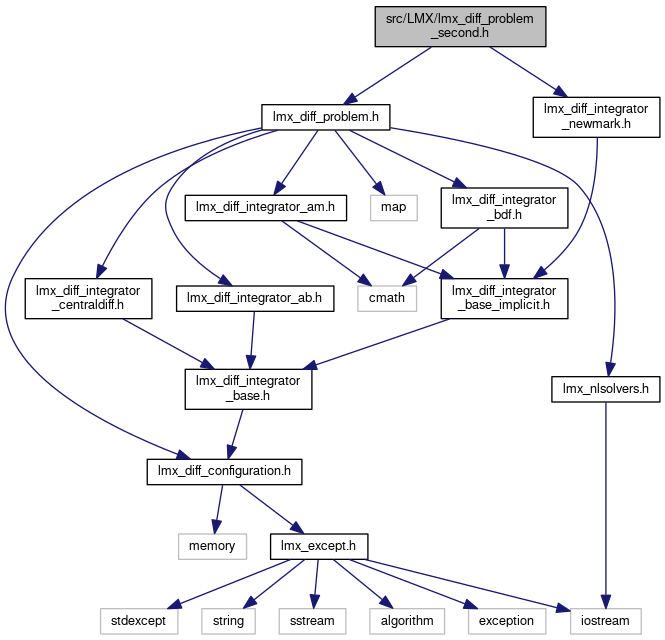 src/LMX/lmx_diff_problem
_second.h
lmx_diff_problem.h
lmx_diff_integrator
_newmark.h
lmx_diff_integrator_am.h
map
lmx_diff_integrator
_bdf.h
lmx_diff_integrator
_centraldiff.h
lmx_diff_integrator_ab.h
cmath
lmx_diff_integrator
_base_implicit.h
lmx_diff_integrator
_base.h
lmx_nlsolvers.h
lmx_diff_configuration.h
memory
lmx_except.h
stdexcept
string
sstream
algorithm
exception
iostream